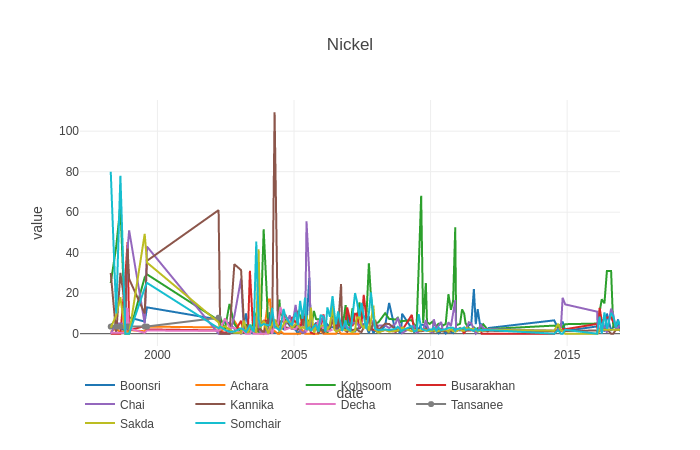 Nickel
value
100
80
60
40
20
0
2000 2005 2010 2015
date
Boonsri Achara Kohsoom Busarakhan
Chai Kannika Decha Tansanee
Sakda Somchair